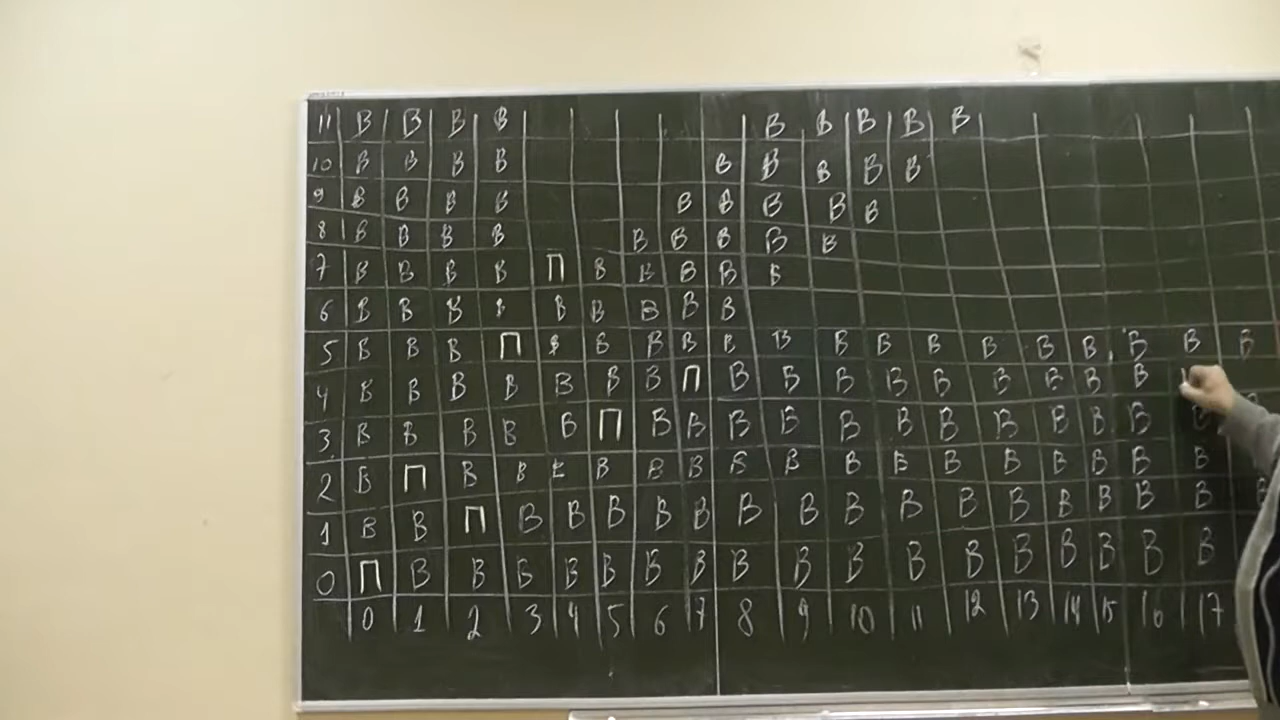 11 В В В В В В В В В
10 В В В В В В В В В
9 В В В В В В В В В
8 В В В В В В В В В
7 В В В В П В В В В В
6 В В В В В В В В В
5 В В В П В В В В В В В В В В В В В В В
4 В В В В В В В П В В В В В В В В В
3 В В В В В П В В В В В В В В В В В
2 В П В В В В В В В В В В В В В В В В
1 В В П В В В В В В В В В В В В В В В
0 П В В В В В В В В В В В В В В В В В
0 1 2 3 4 5 6 7 8 9 10 11 12 13 14 15 16 17